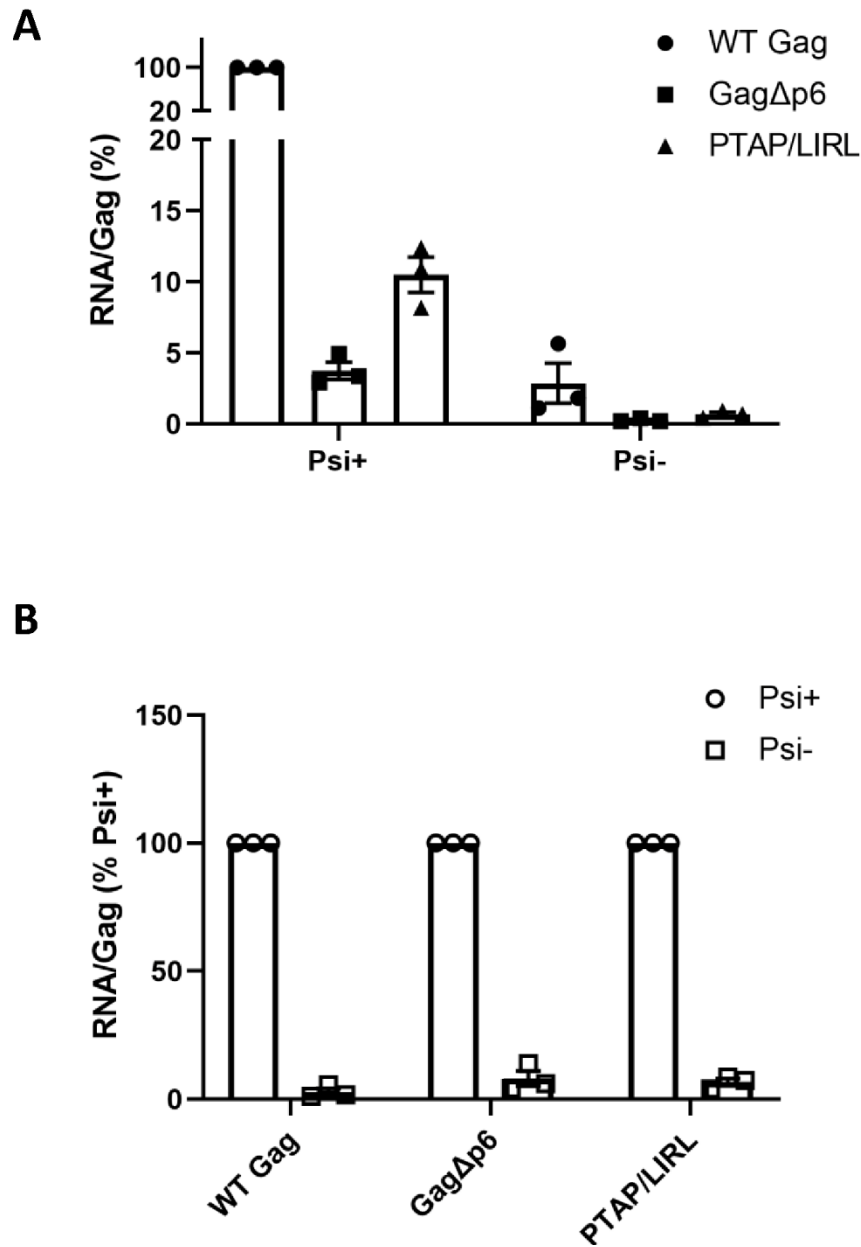 A
RNA/Gag (%)
100
20
20
15
10
5
0
Psi+
Psi-
WT Gag
GagΔp6
PTAP/LIRL
B
RNA/Gag (% Psi+)
150
100
50
0
WT Gag
GagΔp6
PTAP/LIRL
Psi+
Psi-